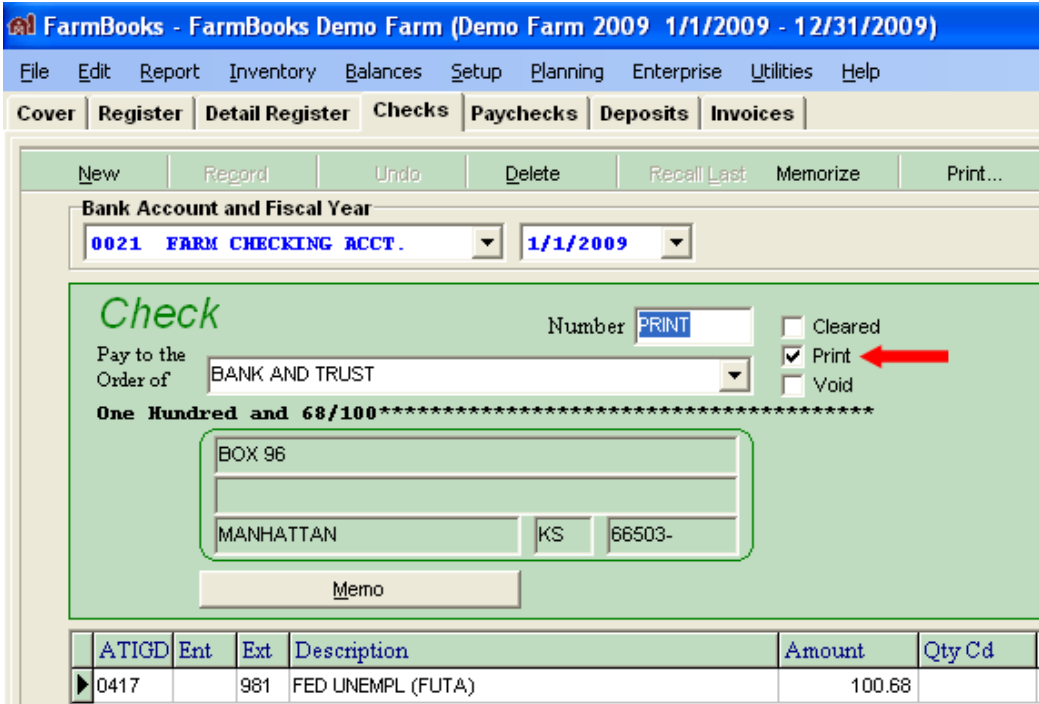 FarmBooks - FarmBooks Demo Farm (Demo Farm 2009 1/1/2009 - 12/31/2009)
File Edit Report Inventory Balances Setup Planning Enterprise Utilities Help
Cover Register Detail Register Checks Paychecks Deposits Invoices
New Record Undo Delete Recall Last Memorize Print...
Bank Account and Fiscal Year
0021 FARM CHECKING ACCT. 1/1/2009
Check
Number PRINT
Cleared
Pay to the
Order of
BANK AND TRUST
Print
Void
One Hundred and 68/100***************************************
BOX 96
MANHATTAN KS 66503-
Memo
ATIGD Ent Ext Description Amount Qty Cd
0417 981 FED UNEMPL (FUTA) 100.68